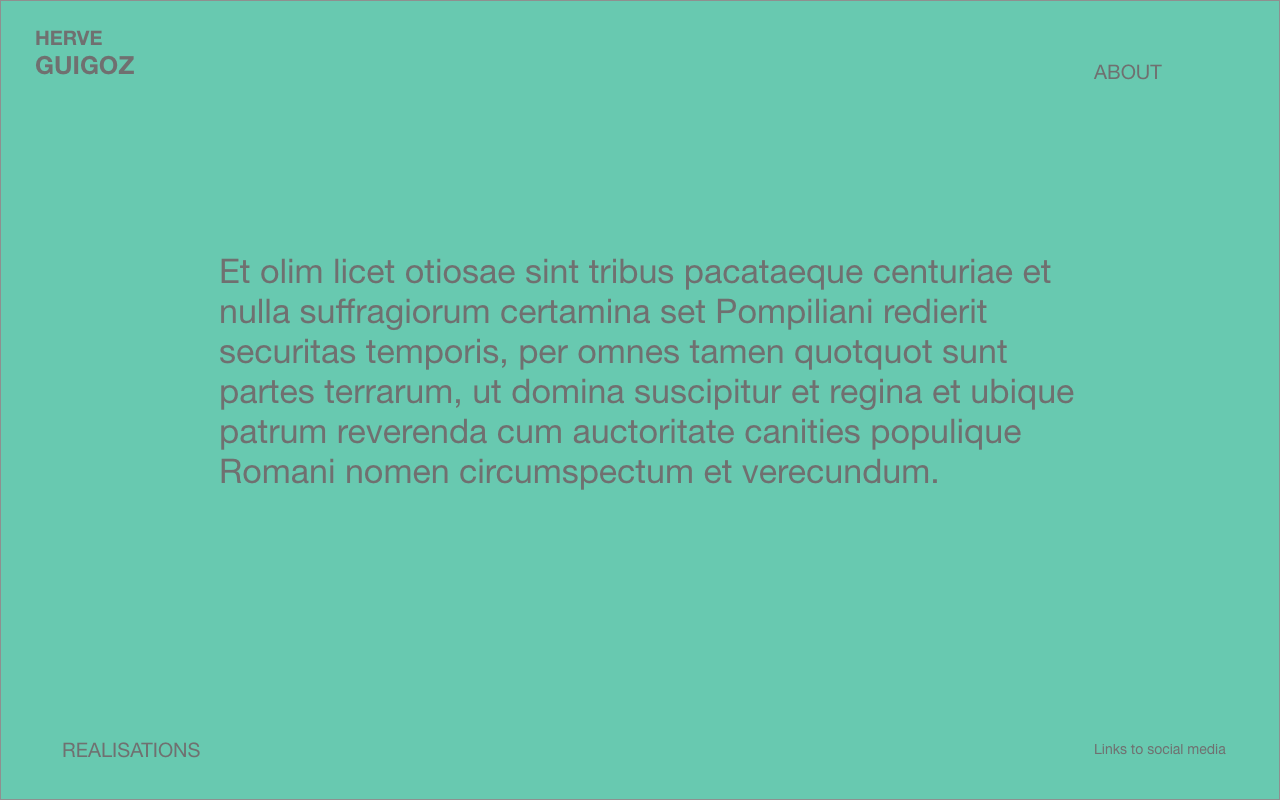 HERVE
GUIGOZ
ABOUT
Et olim licet otiosae sint tribus pacataeque centuriae et
nulla suffragiorum certamina set Pompiliani redierit
securitas temporis, per omnes tamen quotquot sunt
partes terrarum, ut domina suscipitur et regina et ubique
patrum reverenda cum auctoritate canities populique
Romani nomen circumspectum et verecundum.
REALISATIONS
Links to social media